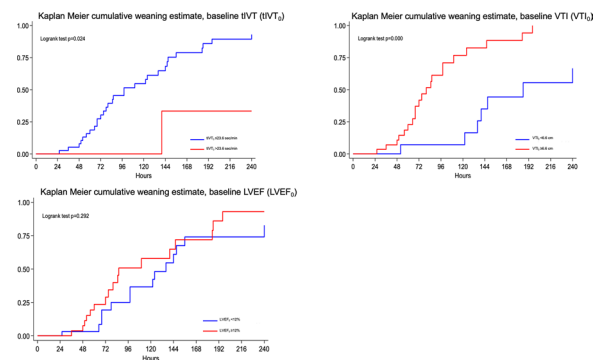 Kaplan Meier cumulative weaning estimate, baseline tIVT (tIVT₀)
Logrank test p=0.024
1.00
0.75
0.50
0.25
0.00
0 24 48 72 96 120 144 168 192 216 240
Hours
Kaplan Meier cumulative weaning estimate, baseline VTI (VTI₀)
Logrank test p=0.000
1.00
0.75
0.50
0.25
0.00
0 24 48 72 96 120 144 168 192 216 240
Hours
Kaplan Meier cumulative weaning estimate, baseline LVEF (LVEF₀)
Logrank test p=0.292
1.00
0.75
0.50
0.25
0.00
LVEF₀<12%
LVEF₀≥12%
0 24 48 72 96 120 144 168 192 216 240
Hours